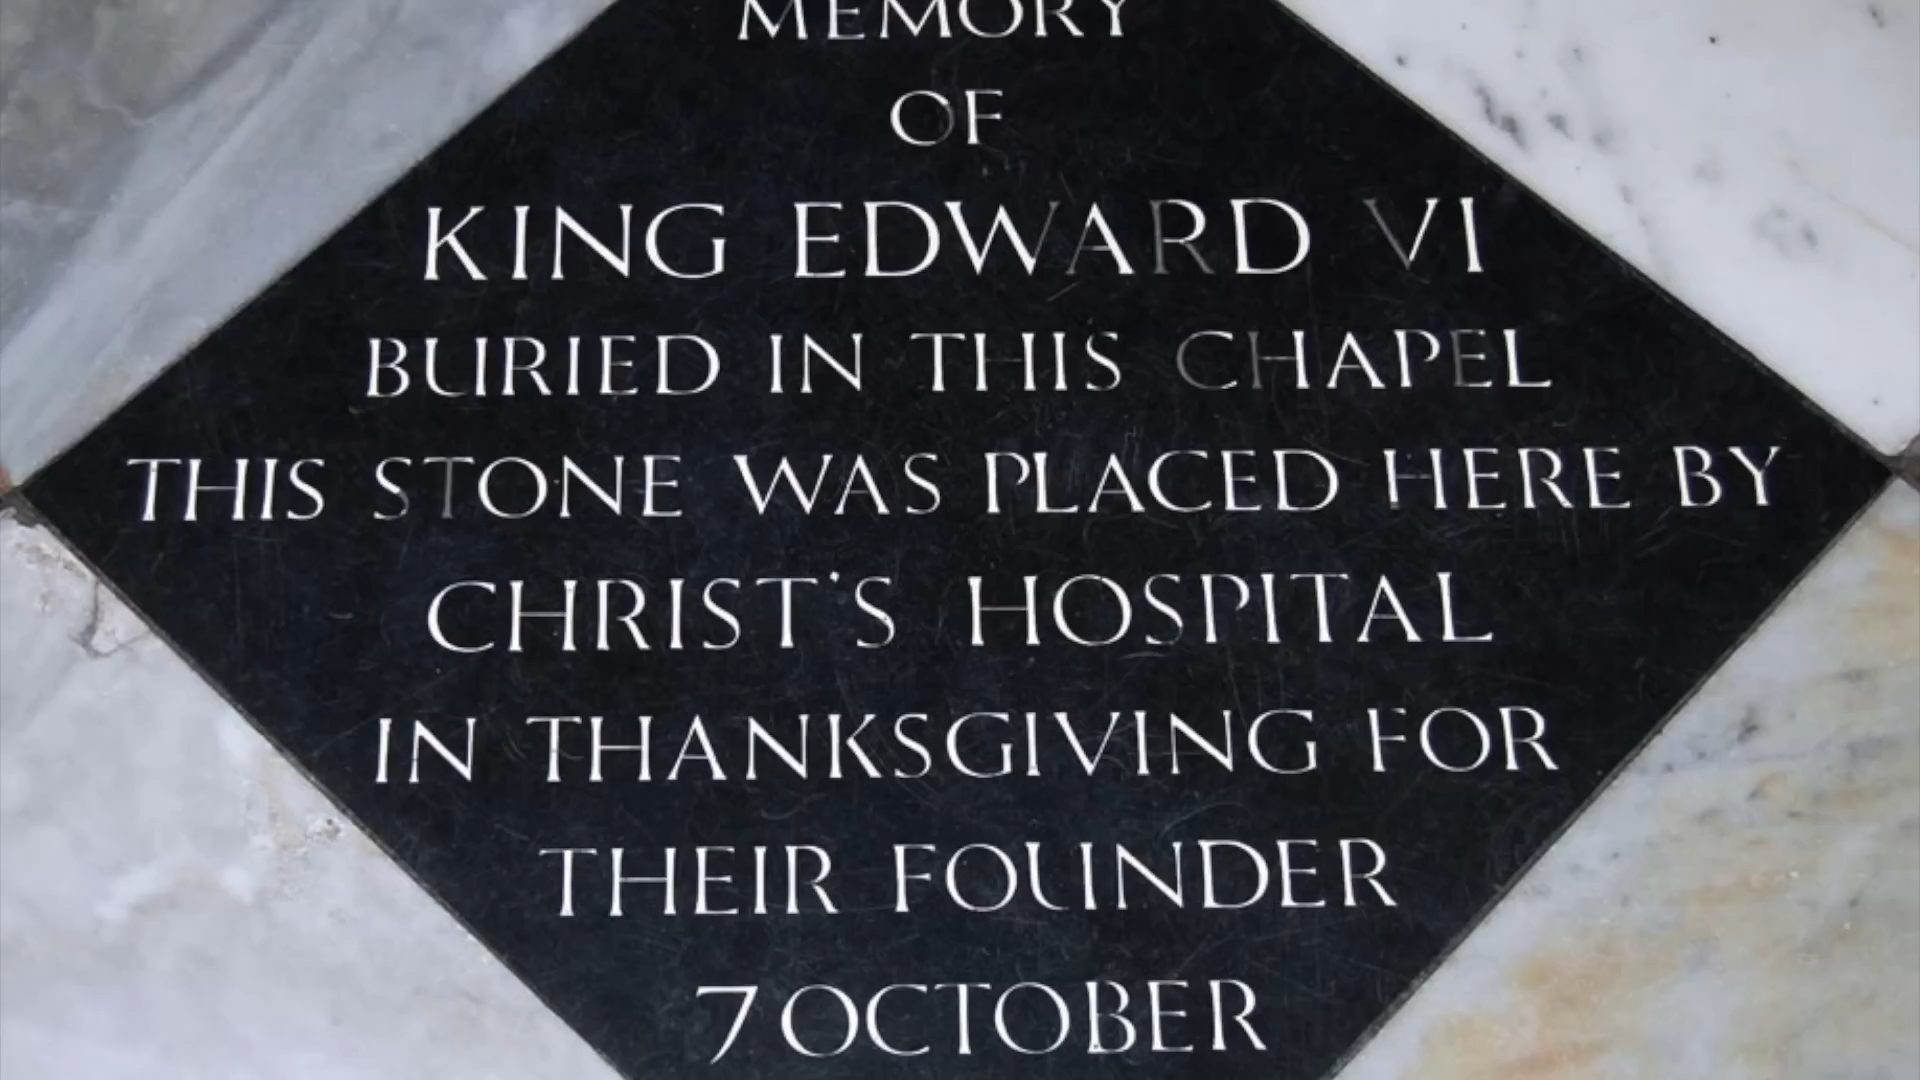 MEMORY
OF
KING EDWARD VI
BURIED IN THIS CHAPEL
THIS STONE WAS PLACED HERE BY
CHRIST'S HOSPITAL
IN THANKSGIVING FOR
THEIR FOUNDER
7 OCTOBER